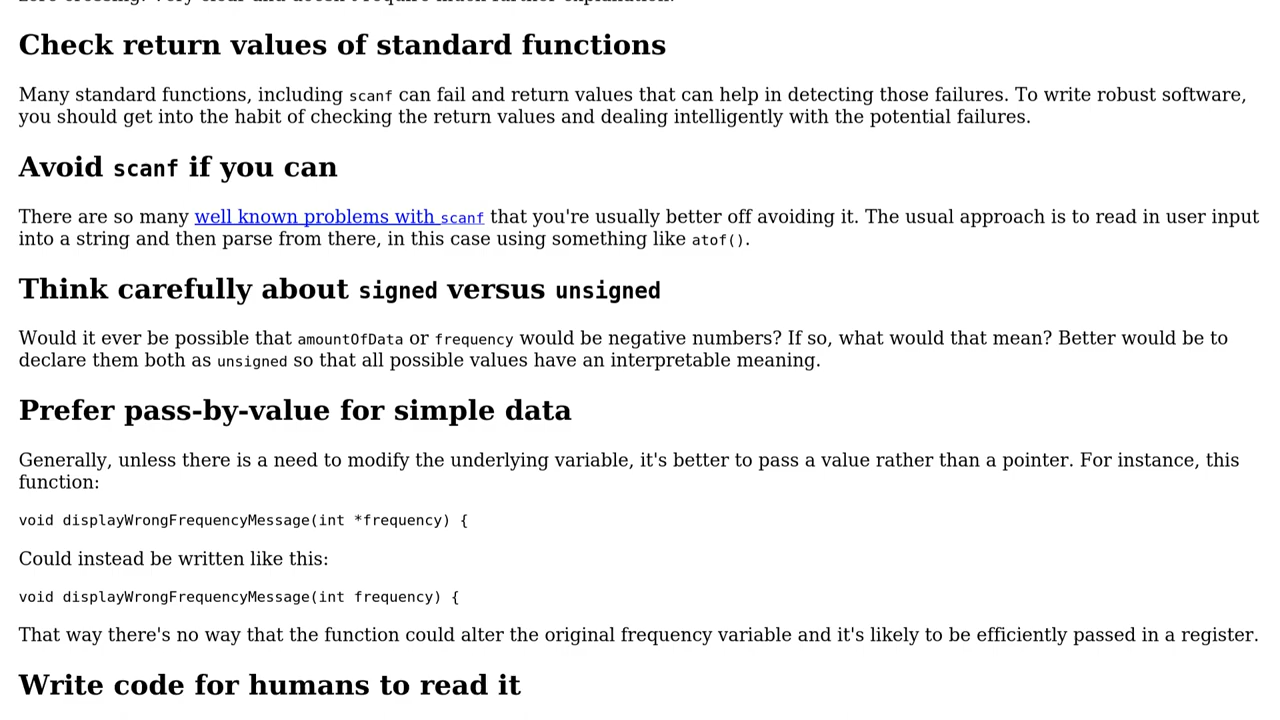 Check return values of standard functions
Many standard functions, including scanf can fail and return values that can help in detecting those failures. To write robust software,
you should get into the habit of checking the return values and dealing intelligently with the potential failures.
Avoid scanf if you can
There are so many well known problems with scanf that you're usually better off avoiding it. The usual approach is to read in user input
into a string and then parse from there, in this case using something like atof().
Think carefully about signed versus unsigned
Would it ever be possible that amountOfData or frequency would be negative numbers? If so, what would that mean? Better would be to
declare them both as unsigned so that all possible values have an interpretable meaning.
Prefer pass-by-value for simple data
Generally, unless there is a need to modify the underlying variable, it's better to pass a value rather than a pointer. For instance, this
function:
void displayWrongFrequencyMessage(int *frequency) {
Could instead be written like this:
void displayWrongFrequencyMessage(int frequency) {
That way there's no way that the function could alter the original frequency variable and it's likely to be efficiently passed in a register.
Write code for humans to read it